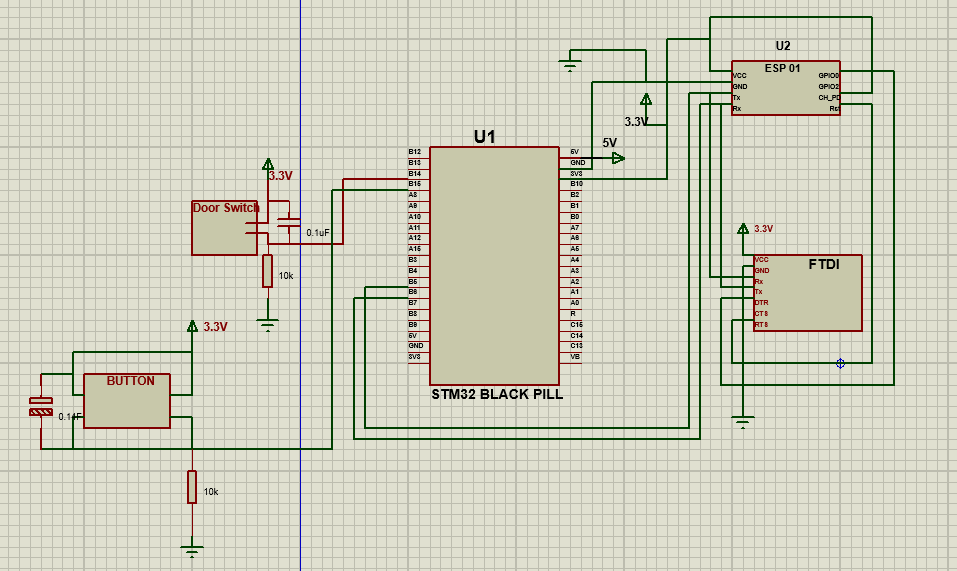 U2
ESP 01
VCC
GND
Tx
Rx
GPIO0
GPIO2
CH_PD
Rst
3.3V
5V
U1
B12
B13
B14
B15
A8
A9
A10
A11
A12
A15
B3
B4
B5
B6
B7
B8
B9
5V
GND
3V3
5V
GND
3V3
B10
B2
B1
B0
A7
A6
A5
A4
A3
A2
A1
A0
R
C15
C14
C13
VB
STM32 BLACK PILL
3.3V
Door Switch
0.1uF
10k
3.3V
BUTTON
10k
3.3V
FTDI
VCC
GND
Rx
Tx
DTR
CTS
RTS